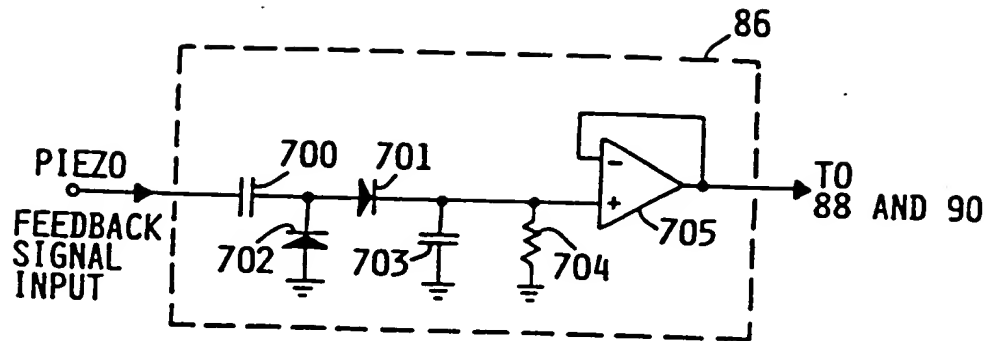 86
PIEZO
FEEDBACK
SIGNAL
INPUT
700
701
702
703
704
-
+
705
TO
88 AND 90